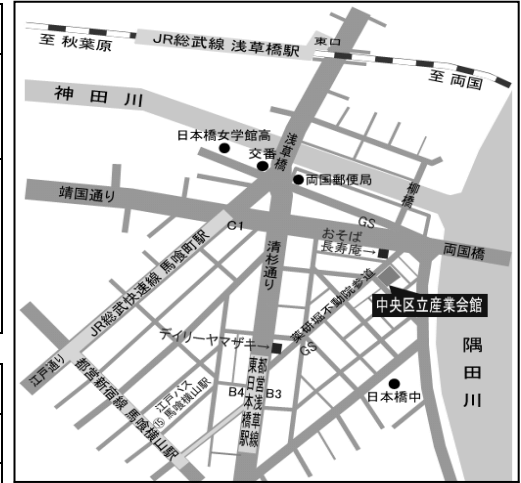 至 秋葉原
JR総武線 浅草橋駅
東口
至 両国
神田川
日本橋女学館高
交番
浅草橋
両国郵便局
柳橋
靖国通り
C1
GS
おそば
長寿庵→
両国橋
清杉通り
JR総武快速線 馬喰町駅
薬研堀不動院参道
中央区立産業会館
デイリーヤマザキ→
GS
江戸通り
都営新宿線 馬喰横山駅
江戸バス
⑮ 馬喰横山駅
B4
都営浅草線
東日本橋駅
B3
日本橋中
隅田川